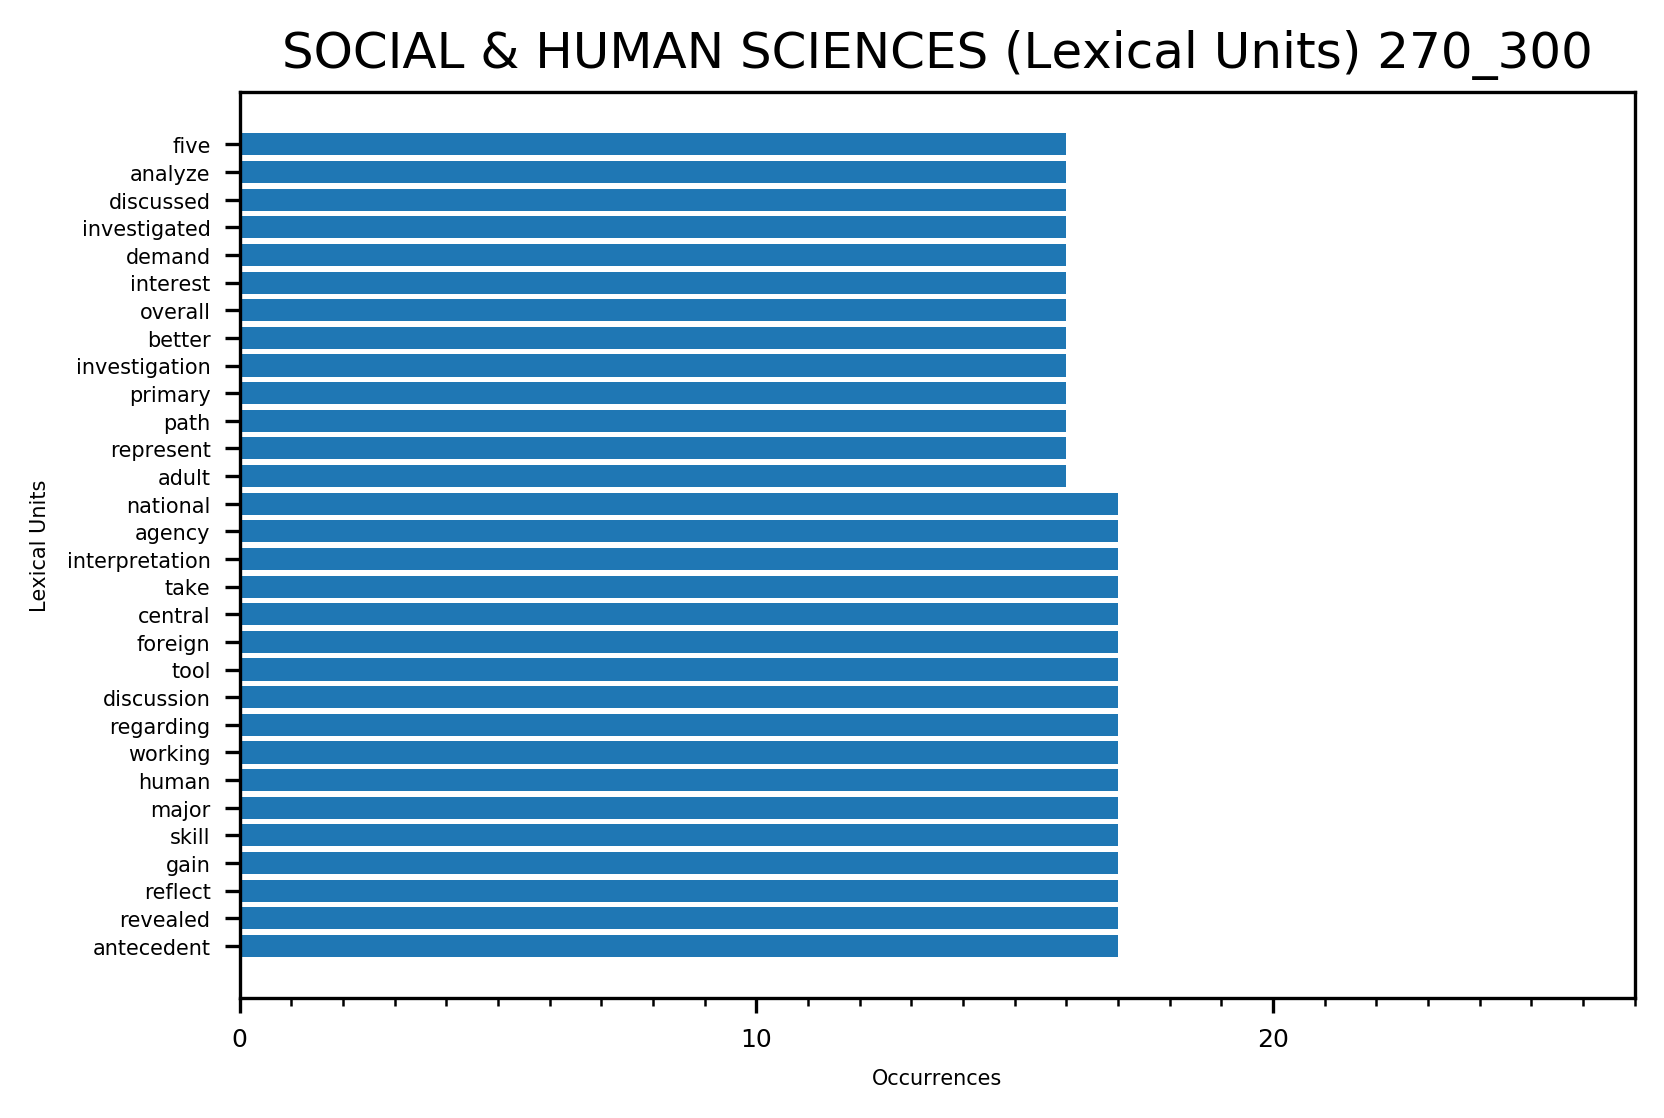 SOCIAL & HUMAN SCIENCES (Lexical Units) 270_300
five
analyze
discussed
investigated
demand
interest
overall
better
investigation
primary
path
represent
adult
national
agency
interpretation
take
central
foreign
tool
discussion
regarding
working
human
major
skill
gain
reflect
revealed
antecedent
Lexical Units
0 10 20
Occurrences